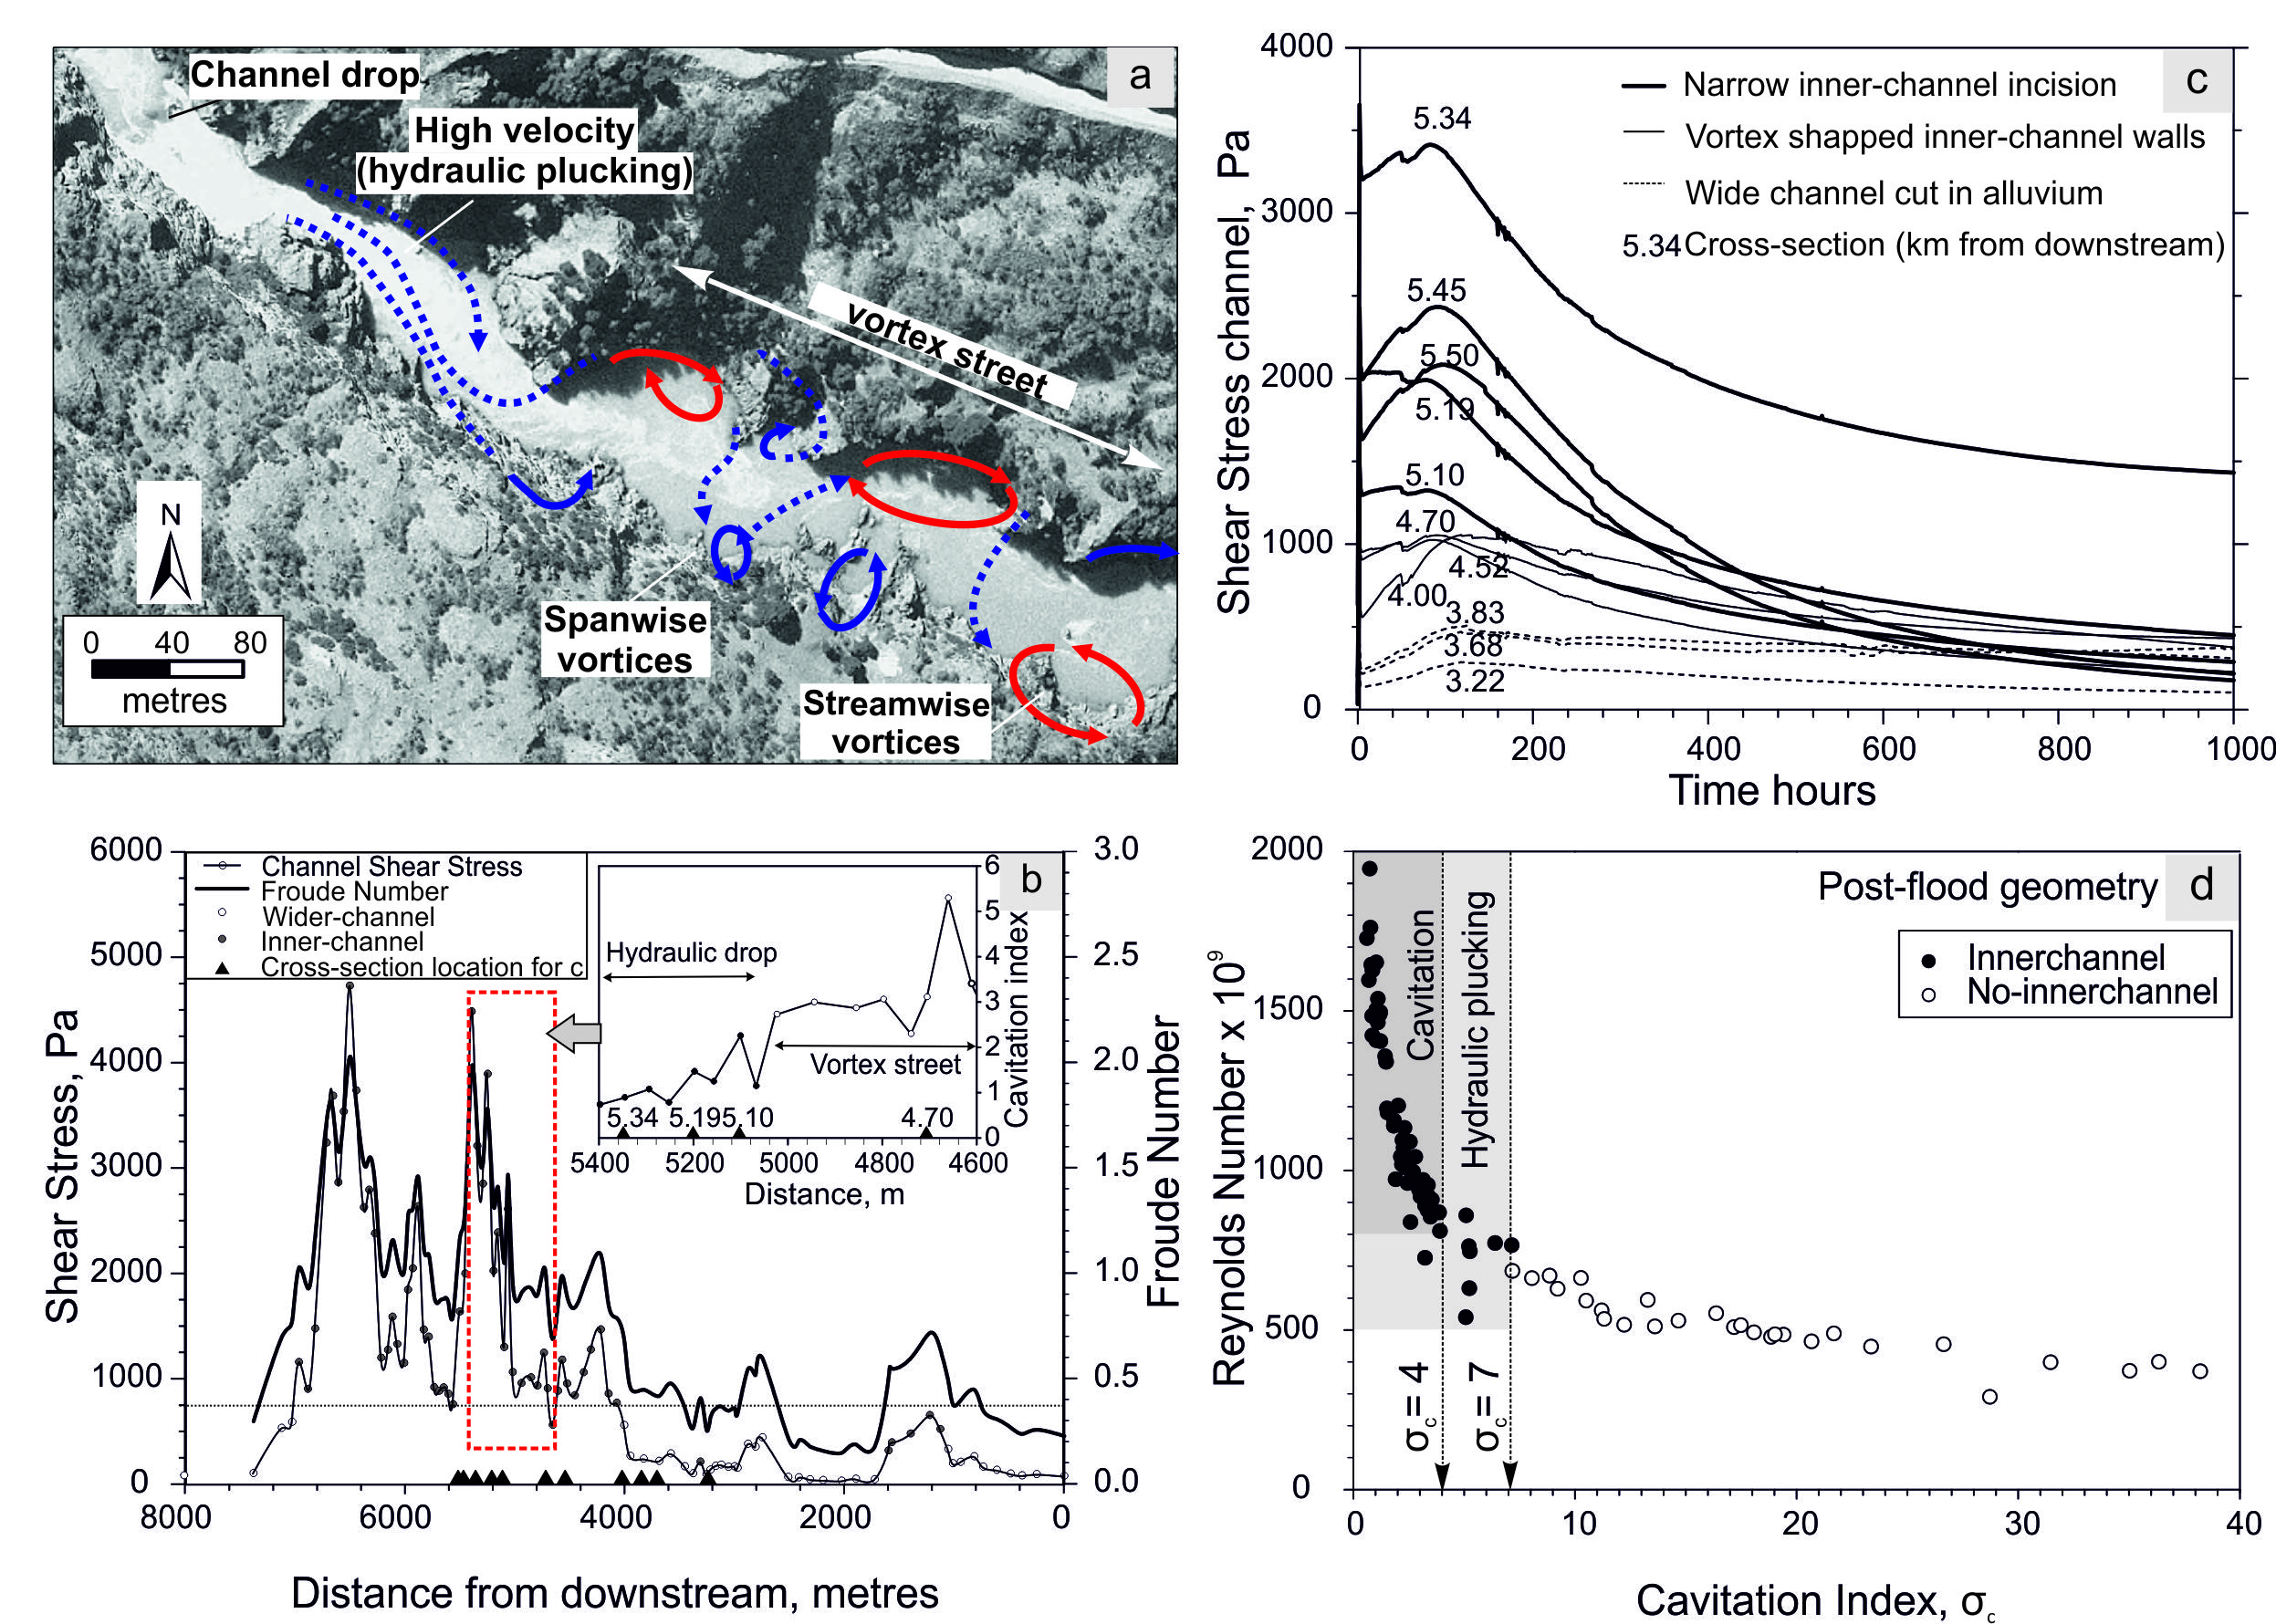 a
Channel drop
High velocity
(hydraulic plucking)
vortex street
N
0 40 80
metres
Spanwise
vortices
Streamwise
vortices
c
Shear Stress channel, Pa
4000
3000
2000
1000
0
Narrow inner-channel incision
Vortex shapped inner-channel walls
Wide channel cut in alluvium
5.34 Cross-section (km from downstream)
5.34
5.45
5.50
5.19
5.10
4.70
4.52
4.00
3.83
3.68
3.22
0 200 400 600 800 1000
Time hours
b
Shear Stress, Pa
6000
5000
4000
3000
2000
1000
0
Channel Shear Stress
Froude Number
Wider-channel
Inner-channel
Cross-section location for c
Hydraulic drop
Vortex street
5.34 5.19 5.10 4.70
5400 5200 5000 4800 4600
Distance, m
6
5
4
3
2
1
0
Cavitation index
3.0
2.5
2.0
1.5
1.0
0.5
0.0
Froude Number
8000 6000 4000 2000 0
Distance from downstream, metres
d
Post-flood geometry
Innerchannel
No-innerchannel
Reynolds Number x 10⁹
2000
1500
1000
500
0
Cavitation
Hydraulic plucking
σc= 4
σc= 7
0 10 20 30 40
Cavitation Index, σc